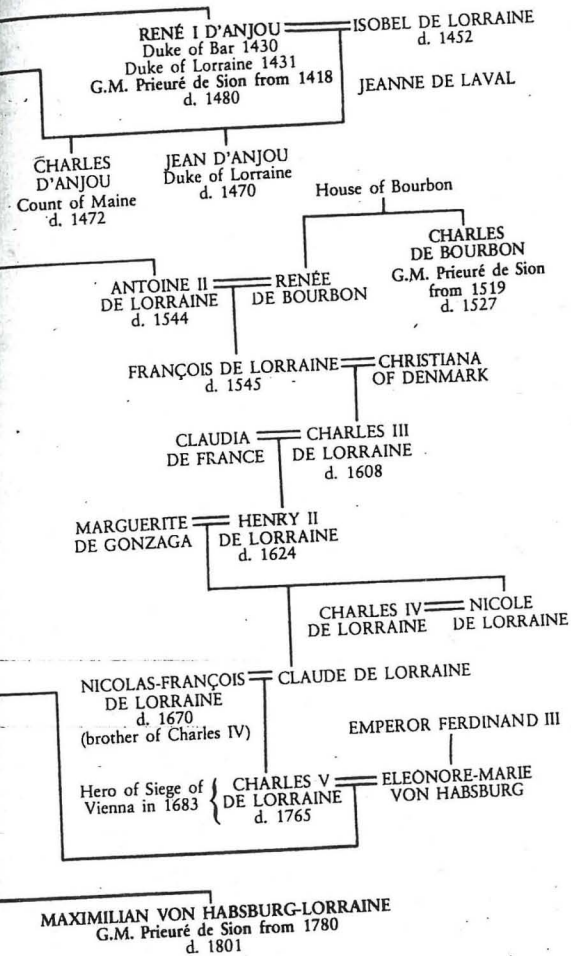 RENÉ I D'ANJOU
Duke of Bar 1430
Duke of Lorraine 1431
G.M. Prieuré de Sion from 1418
d. 1480
ISOBEL DE LORRAINE
d. 1452
JEANNE DE LAVAL
CHARLES
D'ANJOU
Count of Maine
d. 1472
JEAN D'ANJOU
Duke of Lorraine
d. 1470
House of Bourbon
CHARLES
DE BOURBON
G.M. Prieuré de Sion
from 1519
d. 1527
ANTOINE II
DE LORRAINE
d. 1544
RENÉE
DE BOURBON
FRANÇOIS DE LORRAINE
d. 1545
CHRISTIANA
OF DENMARK
CLAUDIA
DE FRANCE
CHARLES III
DE LORRAINE
d. 1608
MARGUERITE
DE GONZAGA
HENRY II
DE LORRAINE
d. 1624
CHARLES IV
DE LORRAINE
NICOLE
DE LORRAINE
NICOLAS-FRANÇOIS
DE LORRAINE
d. 1670
(brother of Charles IV)
CLAUDE DE LORRAINE
EMPEROR FERDINAND III
Hero of Siege of
Vienna in 1683
CHARLES V
DE LORRAINE
d. 1765
ELEONORE-MARIE
VON HABSBURG
MAXIMILIAN VON HABSBURG-LORRAINE
G.M. Prieuré de Sion from 1780
d. 1801